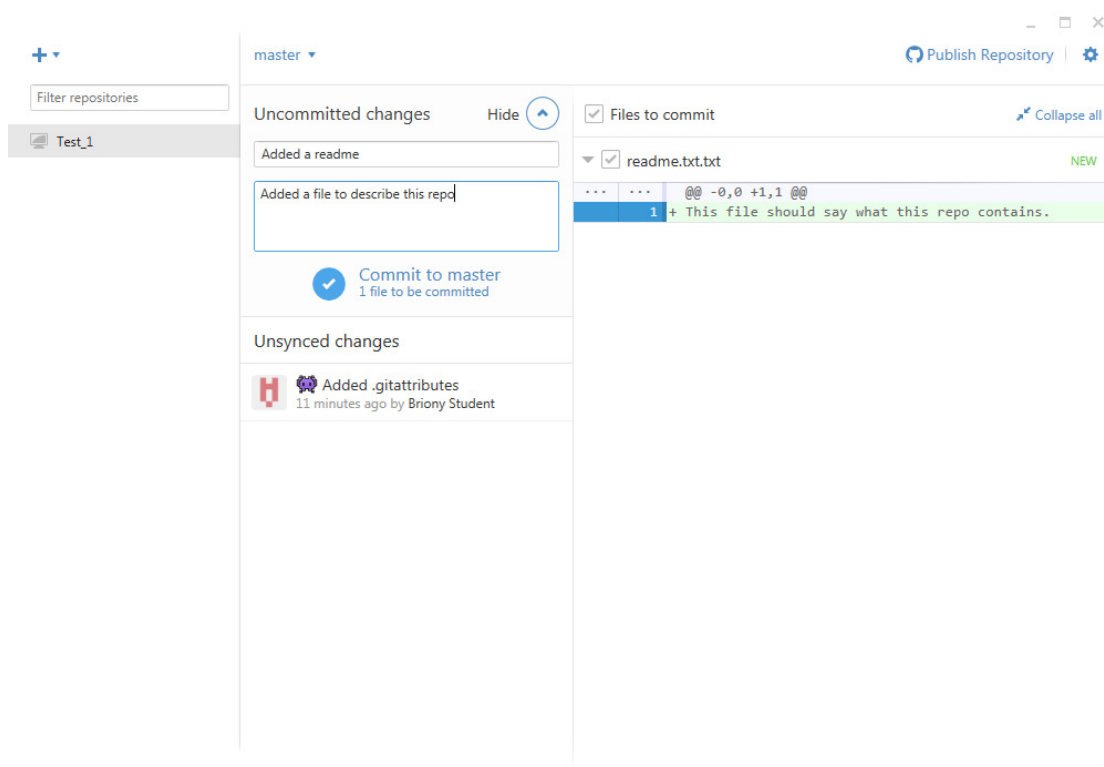 master
Publish Repository
Filter repositories
Test_1
Uncommitted changes
Hide
Added a readme
Added a file to describe this repo
Commit to master
1 file to be committed
Unsynced changes
Added .gitattributes
11 minutes ago by Briony Student
Files to commit
Collapse all
readme.txt.txt
NEW
... ... @@ -0,0 +1,1 @@
1 + This file should say what this repo contains.